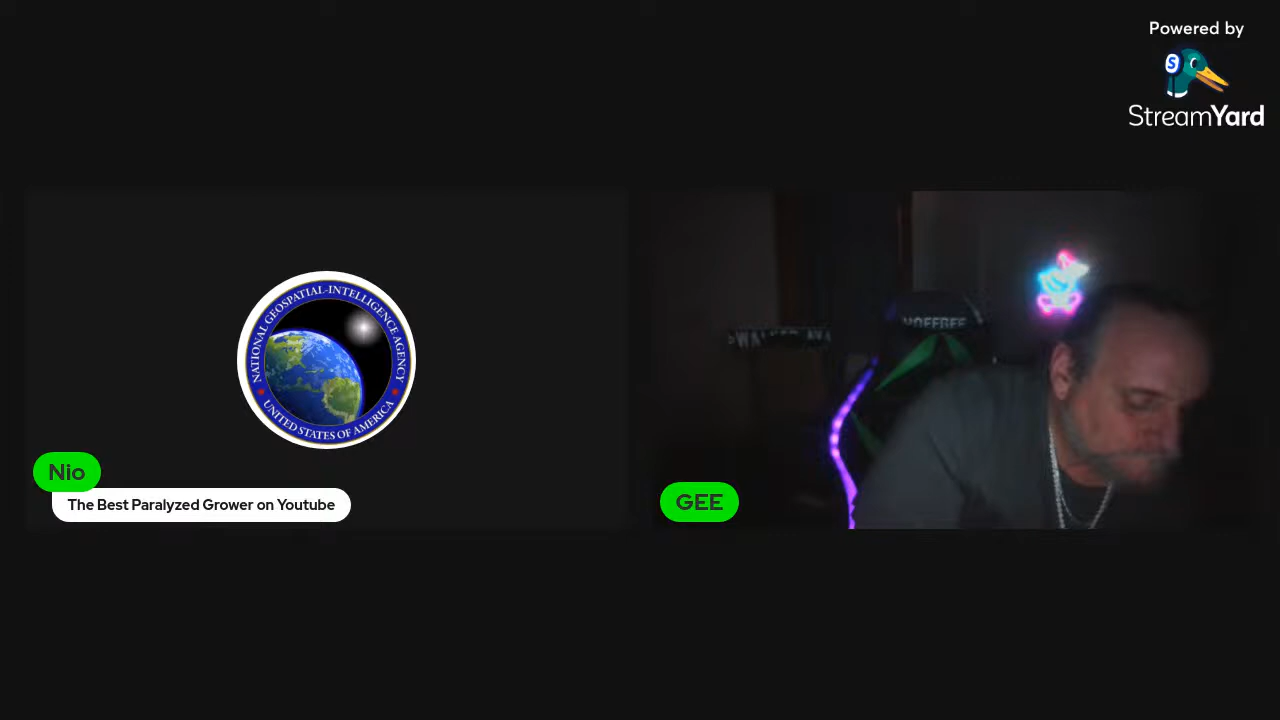 Powered by
S
StreamYard
NATIONAL GEOSPATIAL-INTELLIGENCE AGENCY
UNITED STATES OF AMERICA
Nio
The Best Paralyzed Grower on Youtube
GEE